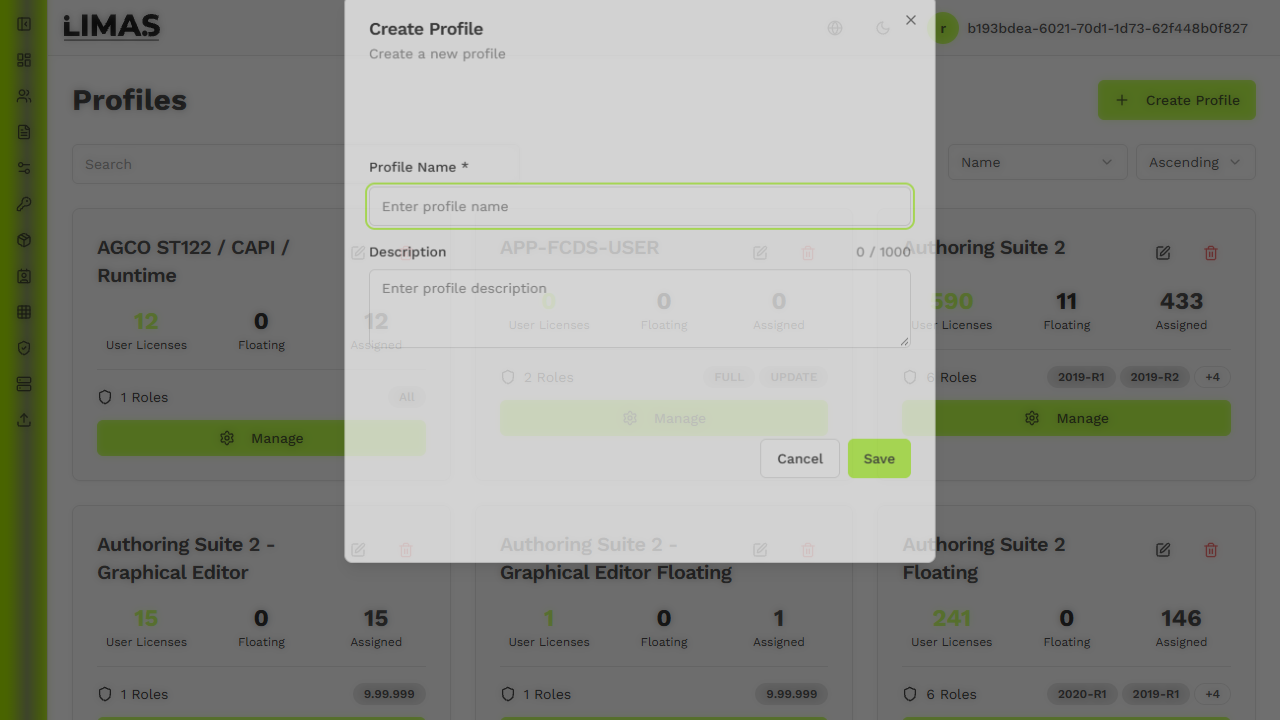 LIMAS
r
b193bdea-6021-70d1-1d73-62f448b0f827
Create Profile
Create a new profile
Profiles
Create Profile
Search
Name
Ascending
Profile Name *
Enter profile name
Description
0 / 1000
Enter profile description
Cancel
Save
AGCO ST122 / CAPI /
Runtime
12
0
12
User Licenses
Floating
Assigned
1 Roles
All
Manage
APP-FCDS-USER
0
0
0
User Licenses
Floating
Assigned
2 Roles
FULL
UPDATE
Manage
Authoring Suite 2
590
11
433
User Licenses
Floating
Assigned
6 Roles
2019-R1
2019-R2
+4
Manage
Authoring Suite 2 -
Graphical Editor
15
0
15
User Licenses
Floating
Assigned
1 Roles
9.99.999
Authoring Suite 2 -
Graphical Editor Floating
1
0
1
User Licenses
Floating
Assigned
1 Roles
9.99.999
Authoring Suite 2
Floating
241
0
146
User Licenses
Floating
Assigned
6 Roles
2020-R1
2019-R1
+4